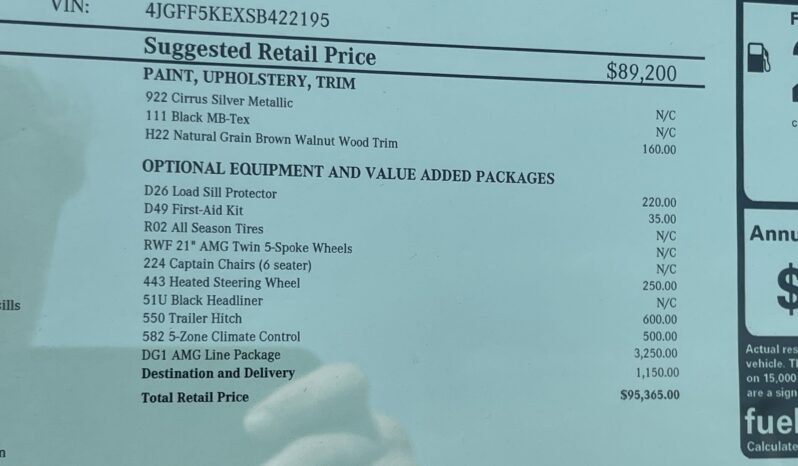 VIN: 4JGFF5KEXSB422195
Suggested Retail Price $89,200
PAINT, UPHOLSTERY, TRIM
922 Cirrus Silver Metallic N/C
111 Black MB-Tex N/C
H22 Natural Grain Brown Walnut Wood Trim 160.00
OPTIONAL EQUIPMENT AND VALUE ADDED PACKAGES
D26 Load Sill Protector 220.00
D49 First-Aid Kit 35.00
R02 All Season Tires N/C
RWF 21" AMG Twin 5-Spoke Wheels N/C
224 Captain Chairs (6 seater) N/C
443 Heated Steering Wheel 250.00
51U Black Headliner N/C
550 Trailer Hitch 600.00
582 5-Zone Climate Control 500.00
DG1 AMG Line Package 3,250.00
Destination and Delivery 1,150.00
Total Retail Price $95,365.00
sills
n
F
Annu
$
Actual res
vehicle. Th
on 15,000
are a sign
fuel
Calculate